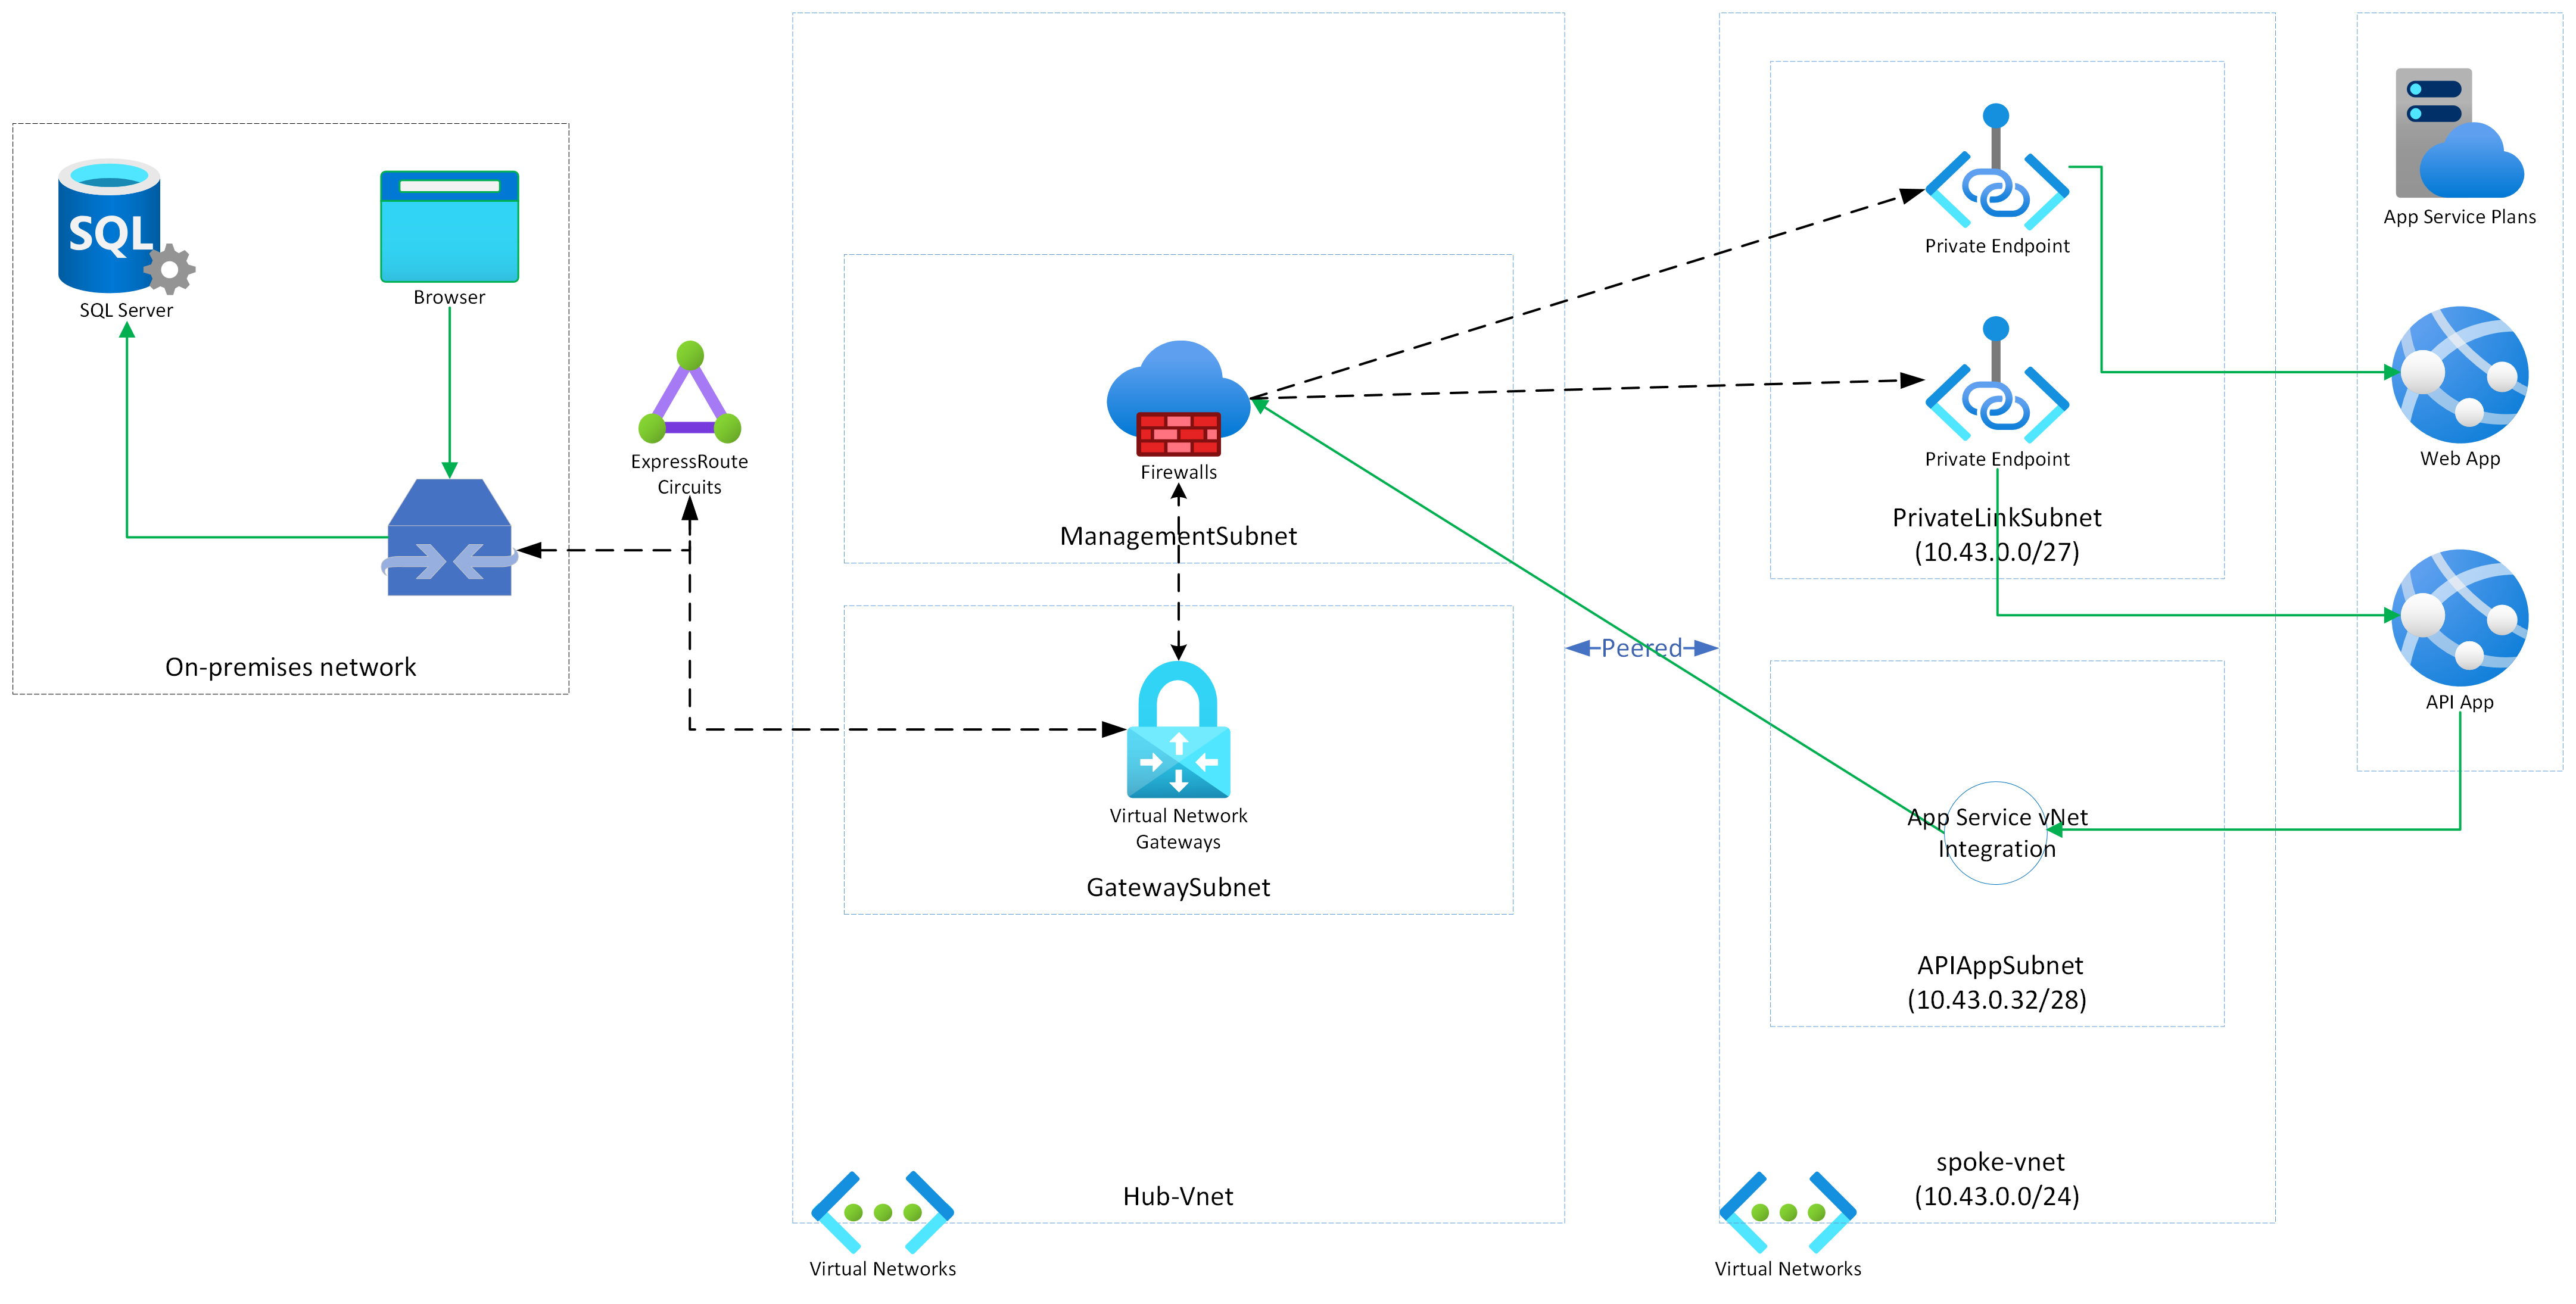 SQL
SQL Server
Browser
On-premises network
ExpressRoute
Circuits
Firewalls
ManagementSubnet
Virtual Network
Gateways
GatewaySubnet
Hub-Vnet
Virtual Networks
Peered
Private Endpoint
Private Endpoint
PrivateLinkSubnet
(10.43.0.0/27)
App Service vNet
Integration
APIAppSubnet
(10.43.0.32/28)
spoke-vnet
(10.43.0.0/24)
Virtual Networks
App Service Plans
Web App
API App